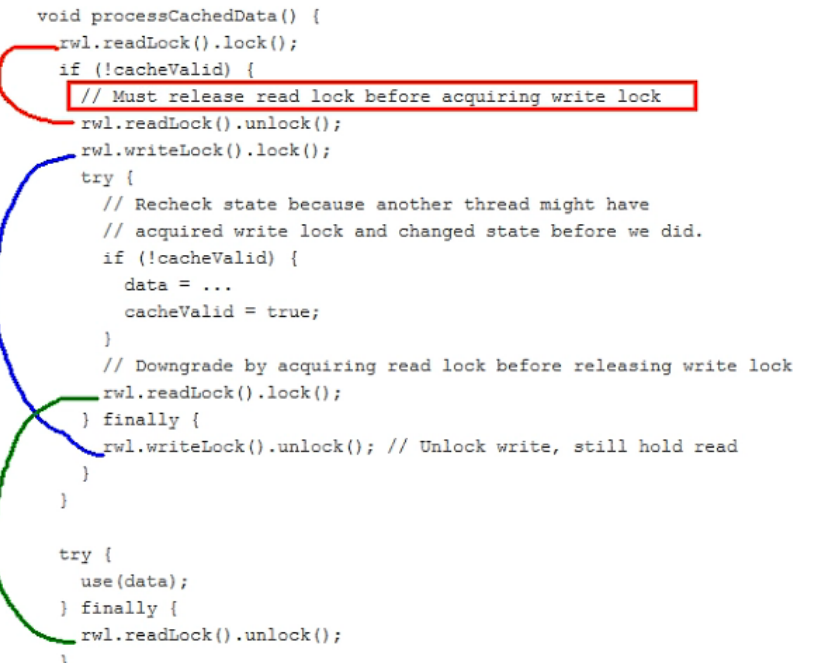 void processCachedData() {
rwl.readLock().lock();
if (!cacheValid) {
// Must release read lock before acquiring write lock
rwl.readLock().unlock();
rwl.writeLock().lock();
try {
// Recheck state because another thread might have
// acquired write lock and changed state before we did.
if (!cacheValid) {
data = ...
cacheValid = true;
}
// Downgrade by acquiring read lock before releasing write lock
rwl.readLock().lock();
} finally {
rwl.writeLock().unlock(); // Unlock write, still hold read
}
}
try {
use(data);
} finally {
rwl.readLock().unlock();
}